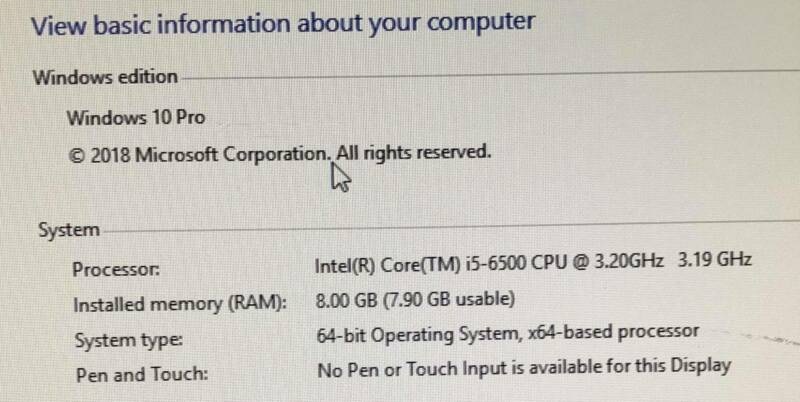 View basic information about your computer
Windows edition
Windows 10 Pro
© 2018 Microsoft Corporation. All rights reserved.
System
Processor: Intel(R) Core(TM) i5-6500 CPU @ 3.20GHz 3.19 GHz
Installed memory (RAM): 8.00 GB (7.90 GB usable)
System type: 64-bit Operating System, x64-based processor
Pen and Touch: No Pen or Touch Input is available for this Display